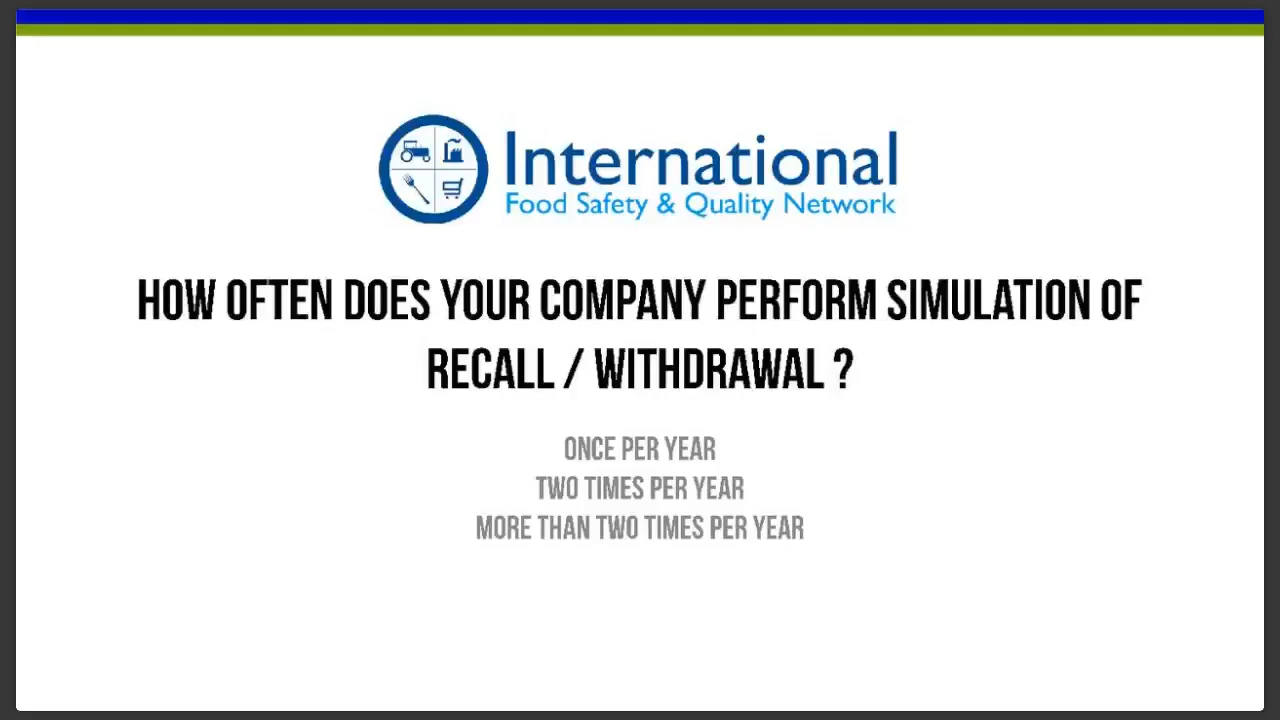 International
Food Safety & Quality Network
HOW OFTEN DOES YOUR COMPANY PERFORM SIMULATION OF
RECALL / WITHDRAWAL ?
ONCE PER YEAR
TWO TIMES PER YEAR
MORE THAN TWO TIMES PER YEAR